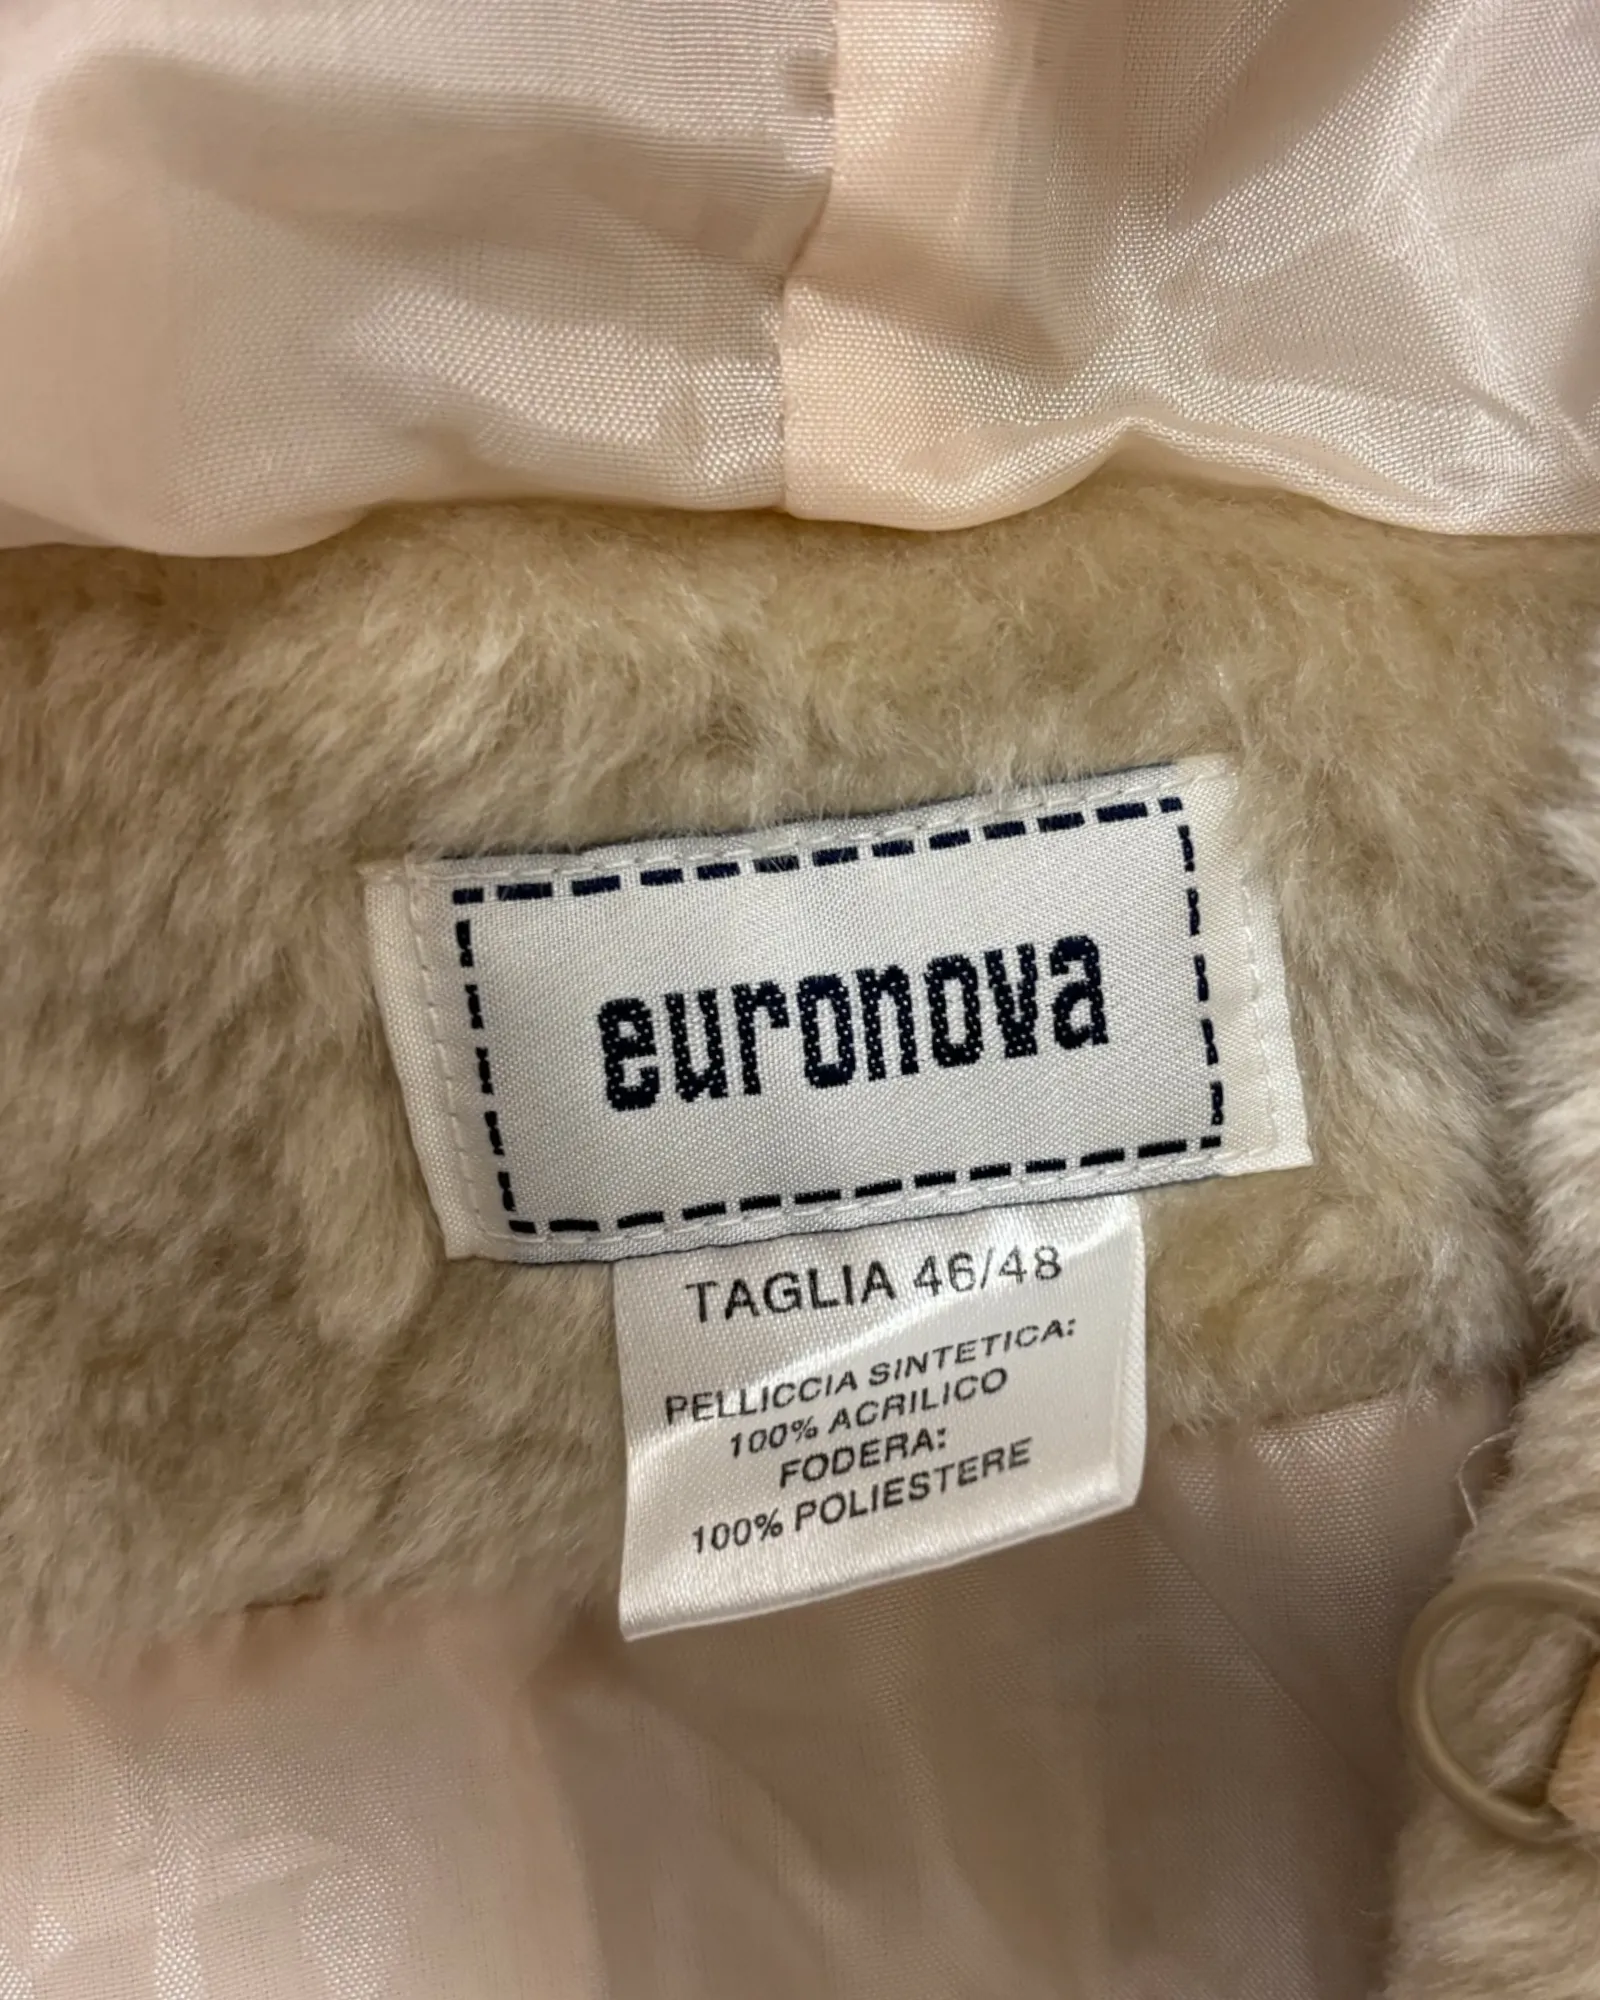 euronova
TAGLIA 46/48
PELLICCIA SINTETICA:
100% ACRILICO
FODERA:
100% POLIESTERE